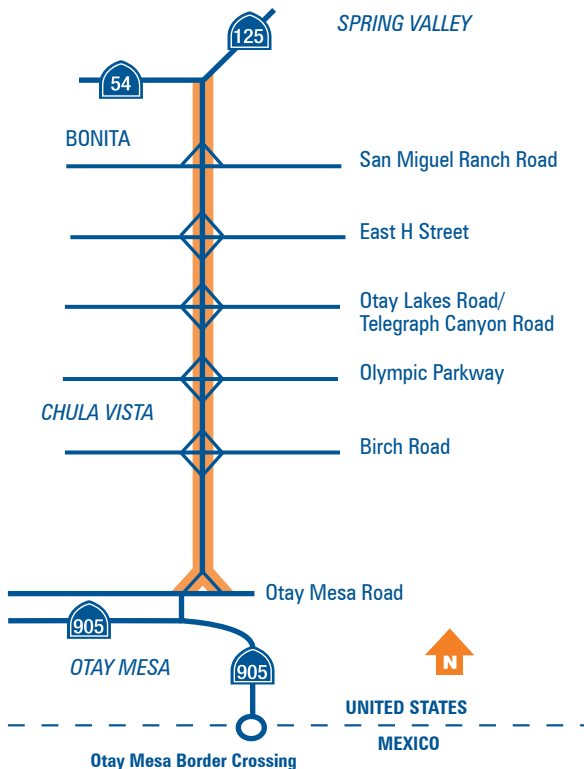 SPRING VALLEY
125
54
BONITA
San Miguel Ranch Road
East H Street
Otay Lakes Road/
Telegraph Canyon Road
Olympic Parkway
CHULA VISTA
Birch Road
Otay Mesa Road
905
OTAY MESA
905
N
UNITED STATES
MEXICO
Otay Mesa Border Crossing